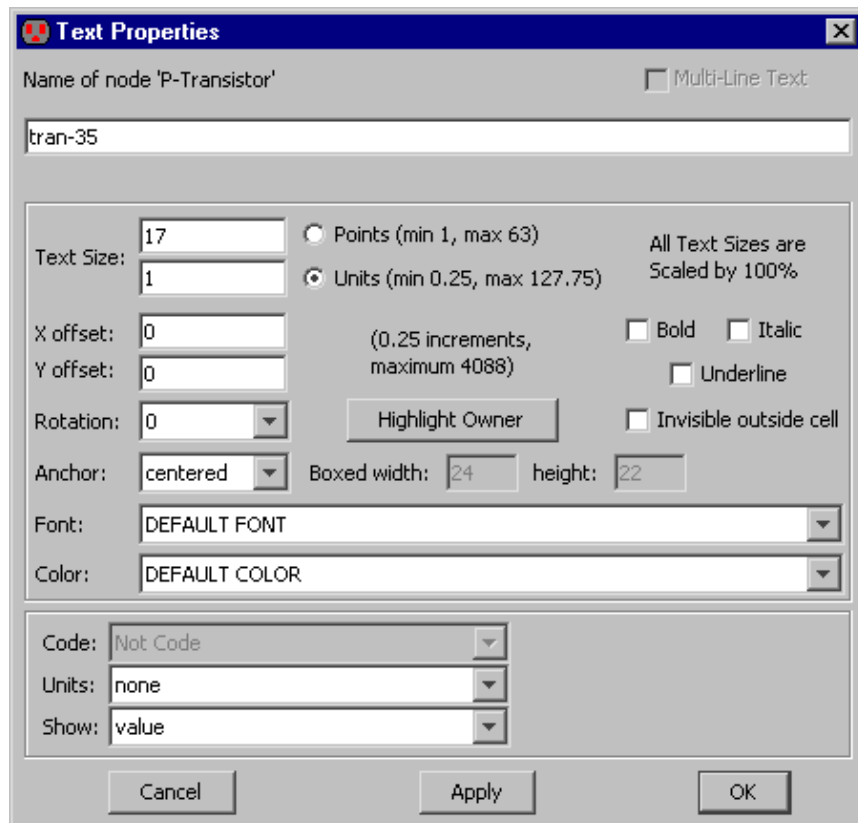 Text Properties
Name of node 'P-Transistor'
Multi-Line Text
tran-35
Text Size:
17
Points (min 1, max 63)
1
Units (min 0.25, max 127.75)
All Text Sizes are
Scaled by 100%
X offset:
0
Y offset:
0
(0.25 increments,
maximum 4088)
Bold
Italic
Underline
Rotation:
0
Highlight Owner
Invisible outside cell
Anchor:
centered
Boxed width:
24
height:
22
Font:
DEFAULT FONT
Color:
DEFAULT COLOR
Code:
Not Code
Units:
none
Show:
value
Cancel
Apply
OK